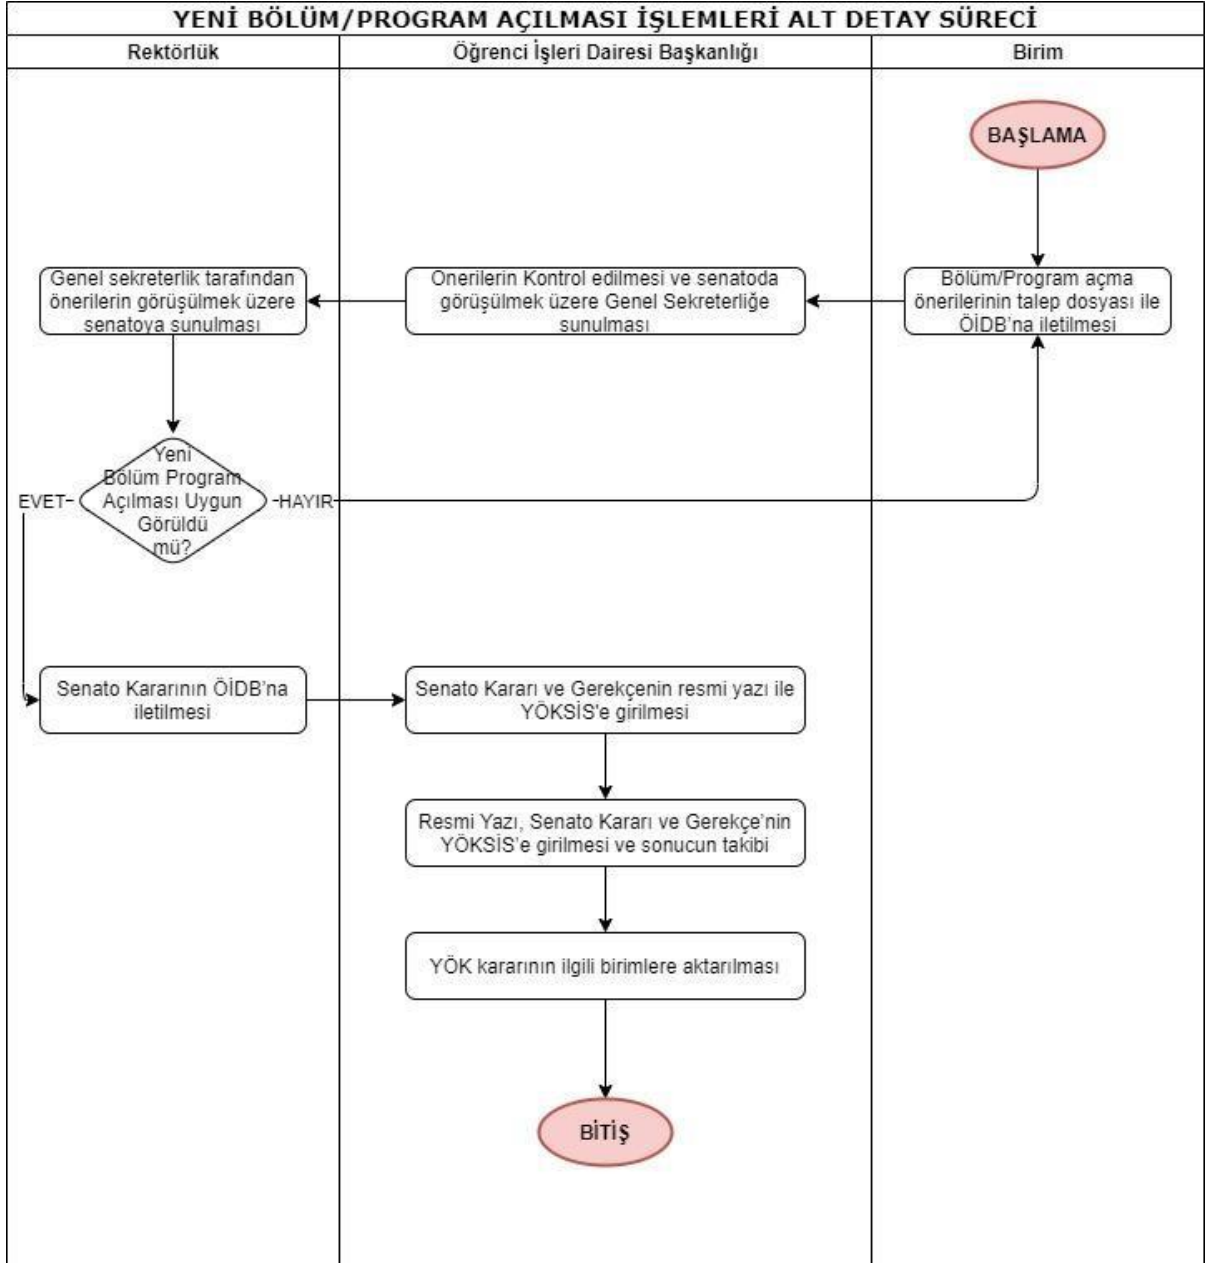 YENİ BÖLÜM/PROGRAM AÇILMASI İŞLEMLERİ ALT DETAY SÜRECİ
Rektörlük
Öğrenci İşleri Dairesi Başkanlığı
Birim
BAŞLAMA
Bölüm/Program açma
önerilerinin talep dosyası ile
ÖİDB'na iletilmesi
Onerilerin Kontrol edilmesi ve senatoda
görüşülmek üzere Genel Sekreterliğe
sunulması
Genel sekreterlik tarafından
önerilerin görüşülmek üzere
senatoya sunulması
Yeni
Bölüm Program
Açılması Uygun
Görüldü
mü?
EVET
HAYIR
Senato Kararının ÖİDB'na
iletilmesi
Senato Kararı ve Gerekçenin resmi yazı ile
YÖKSİS'e girilmesi
Resmi Yazı, Senato Kararı ve Gerekçe'nin
YÖKSİS'e girilmesi ve sonucun takibi
YÖK kararının ilgili birimlere aktarılması
BİTİŞ